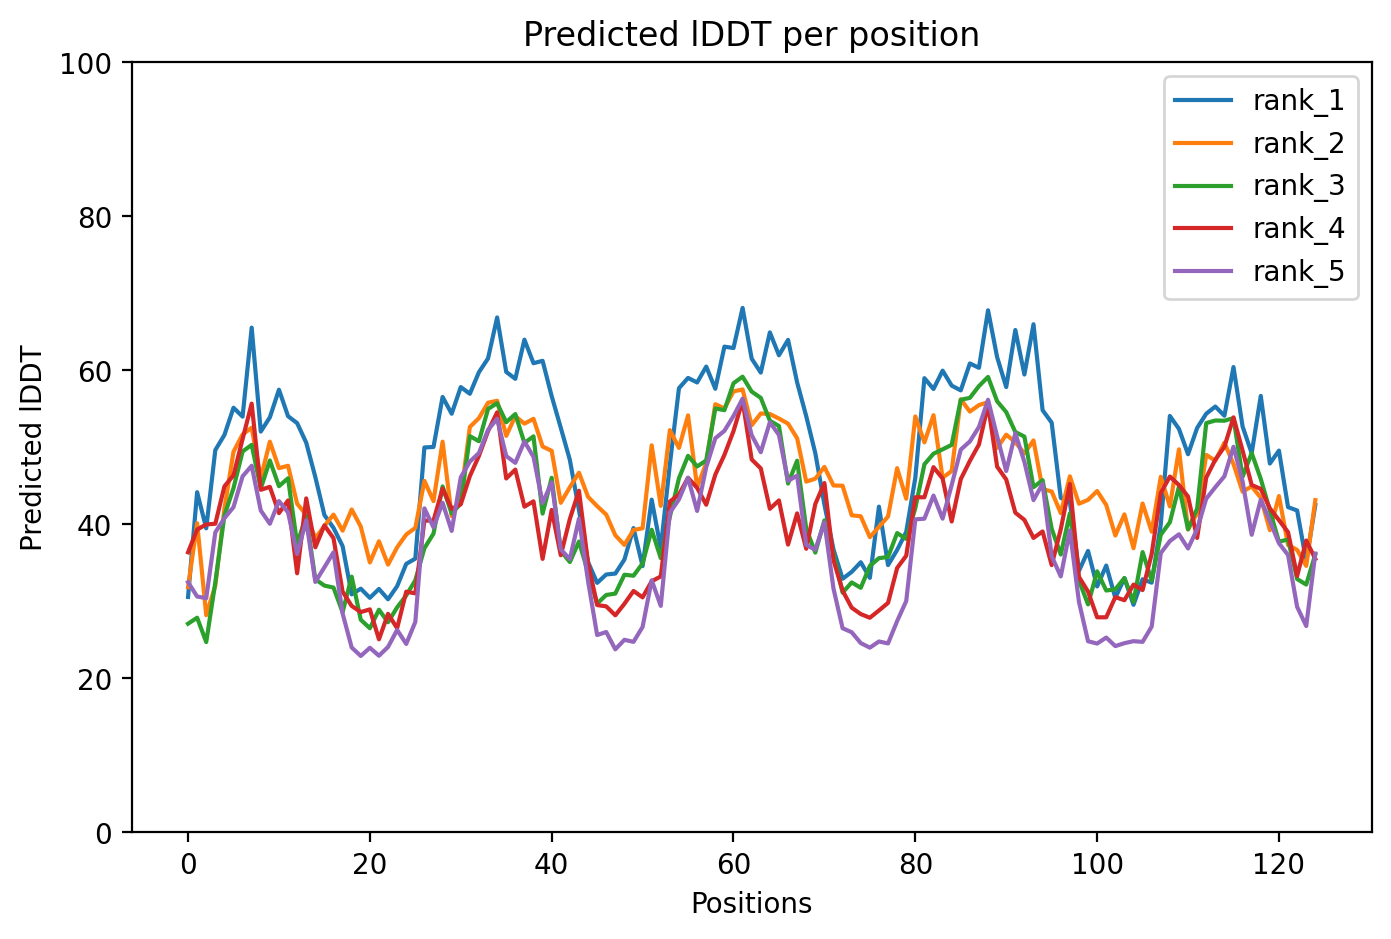 Predicted lDDT per position
100
80
60
40
20
0
Predicted lDDT
0 20 40 60 80 100 120
Positions
rank_1
rank_2
rank_3
rank_4
rank_5